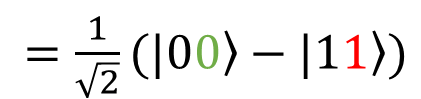 = 1/√2 (|00⟩ − |11⟩)